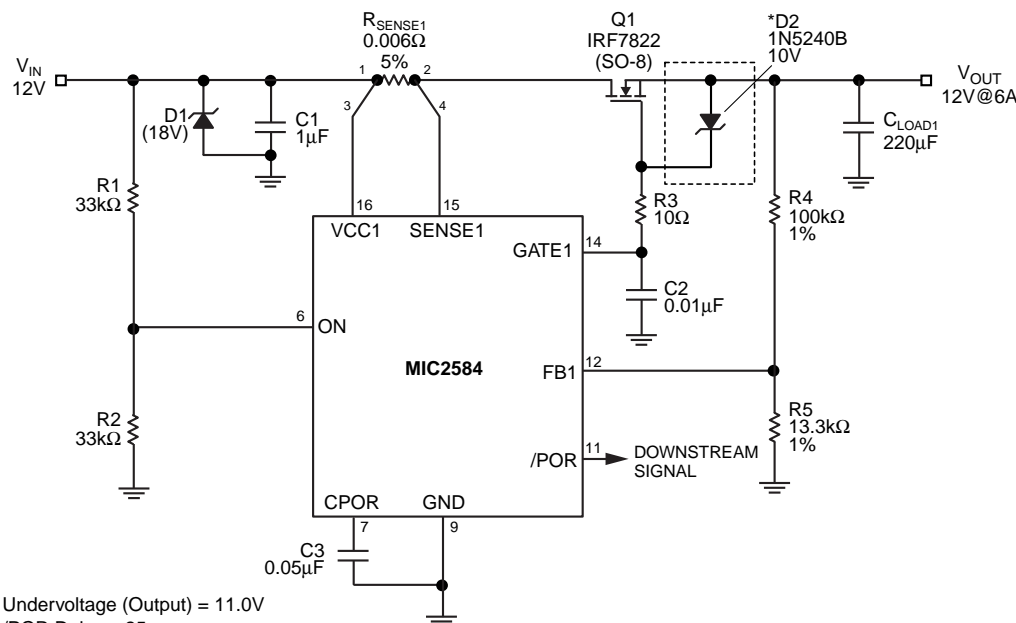 R_SENSE1
0.006Ω
5%
Q1
IRF7822
(SO-8)
*D2
1N5240B
10V
V_IN
12V
1
2
3
4
V_OUT
12V@6A
D1
(18V)
C1
1µF
C_LOAD1
220µF
R1
33kΩ
16
15
VCC1
SENSE1
R3
10Ω
R4
100kΩ
1%
GATE1
14
C2
0.01µF
6
ON
MIC2584
FB1
12
R2
33kΩ
R5
13.3kΩ
1%
/POR
11
DOWNSTREAM
SIGNAL
CPOR
GND
7
9
C3
0.05µF
Undervoltage (Output) = 11.0V